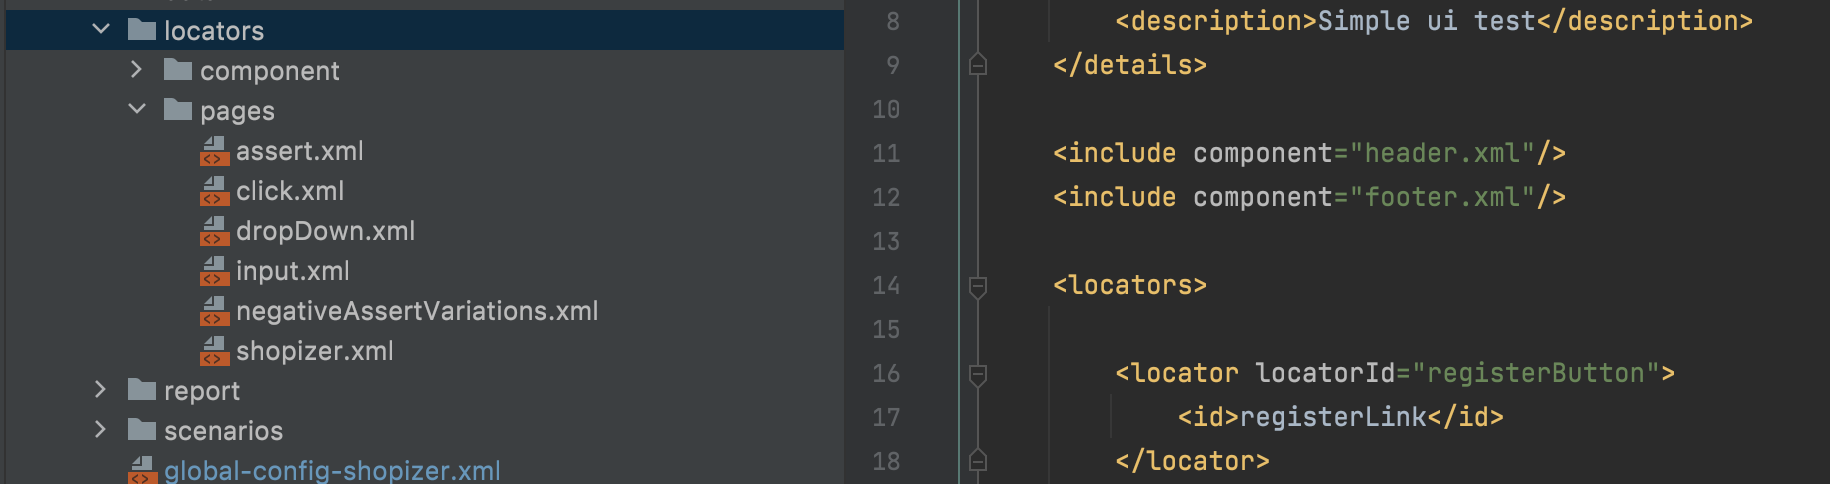 locators
component
pages
assert.xml
click.xml
dropDown.xml
input.xml
negativeAssertVariations.xml
shopizer.xml
report
scenarios
global-config-shopizer.xml
8 <description>Simple ui test</description>
9 </details>
10
11 <include component="header.xml"/>
12 <include component="footer.xml"/>
13
14 <locators>
15
16 <locator locatorId="registerButton">
17 <id>registerLink</id>
18 </locator>